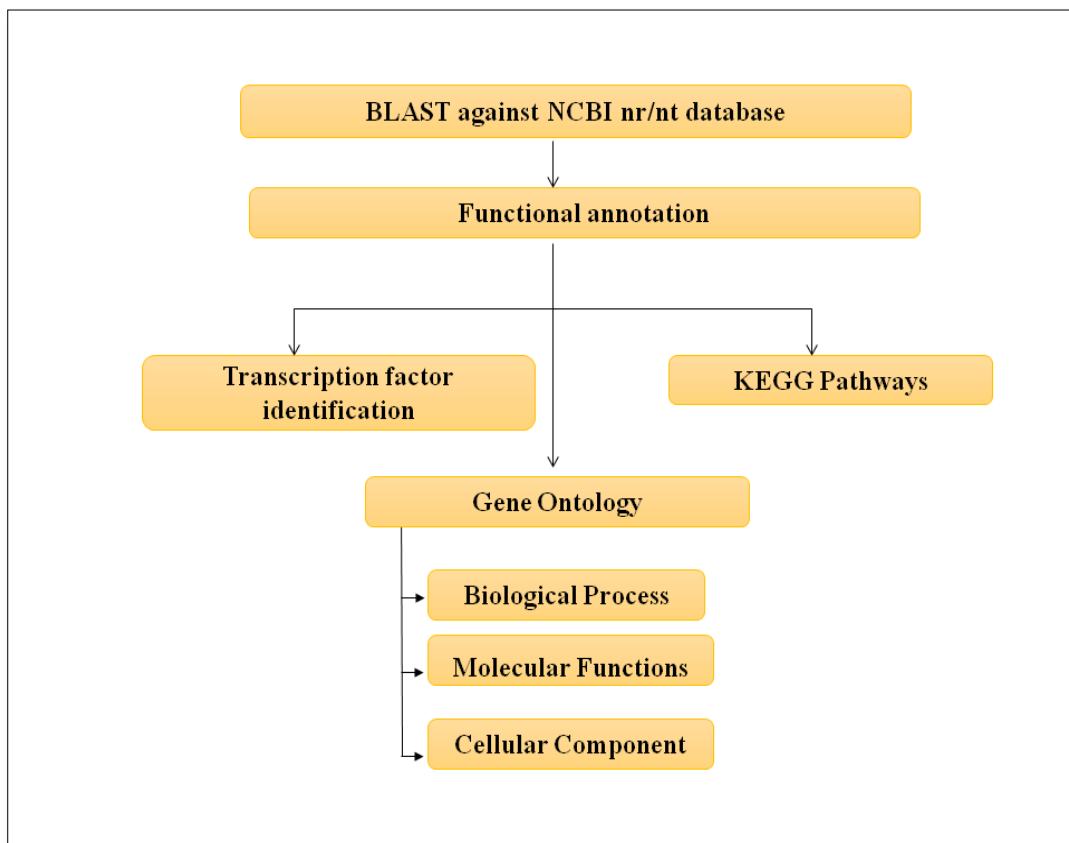 BLAST against NCBI nr/nt database
Functional annotation
Transcription factor
identification
KEGG Pathways
Gene Ontology
Biological Process
Molecular Functions
Cellular Component